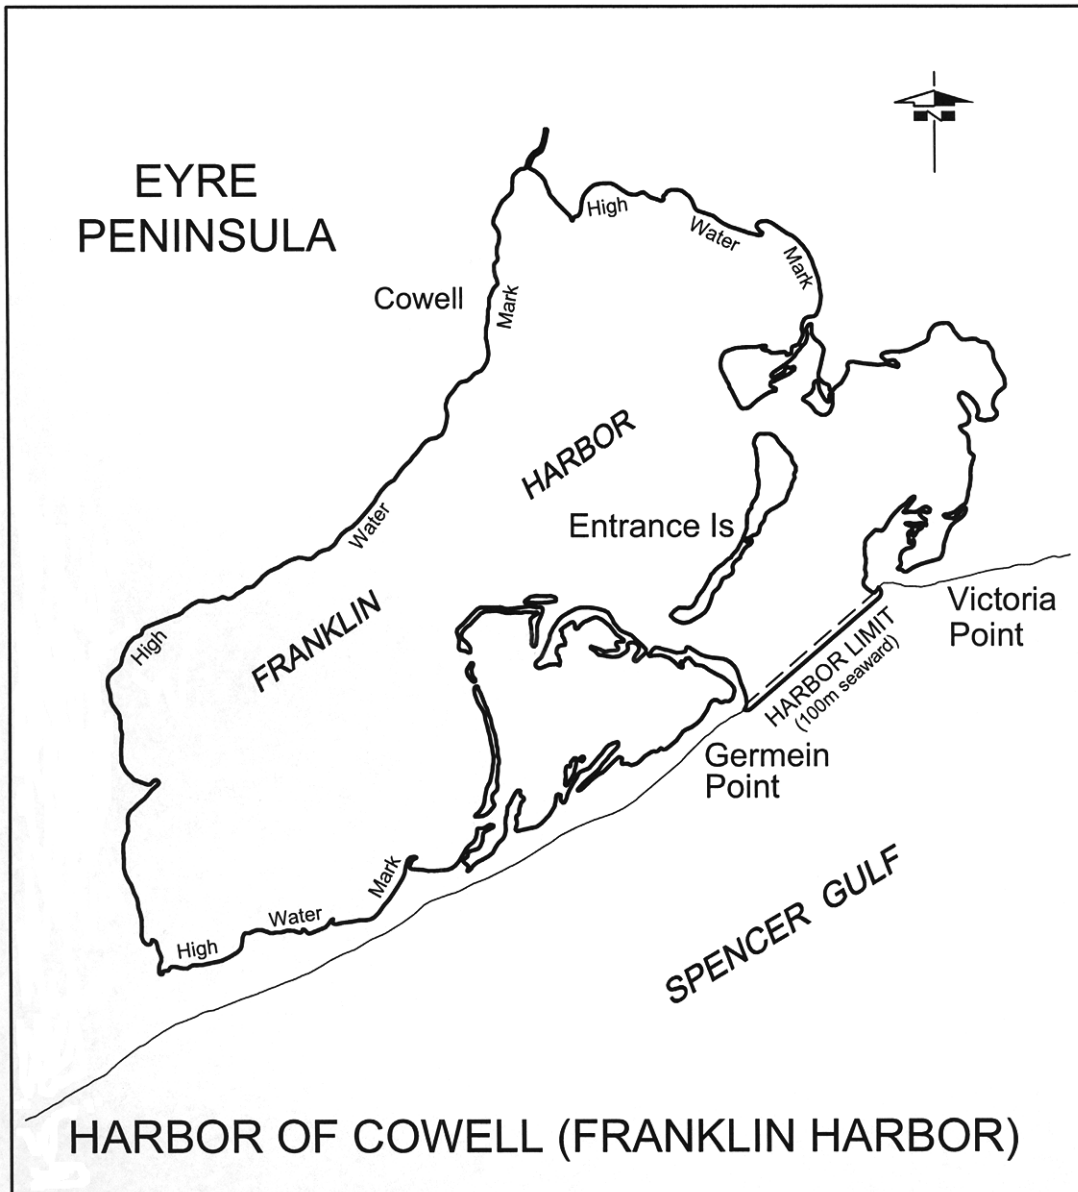 N
EYRE
PENINSULA
High
Water
Mark
Cowell
Mark
HARBOR
Water
Entrance Is
FRANKLIN
High
Victoria
Point
HARBOR LIMIT
(100m seaward)
Germein
Point
Mark
Water
High
SPENCER GULF
HARBOR OF COWELL (FRANKLIN HARBOR)